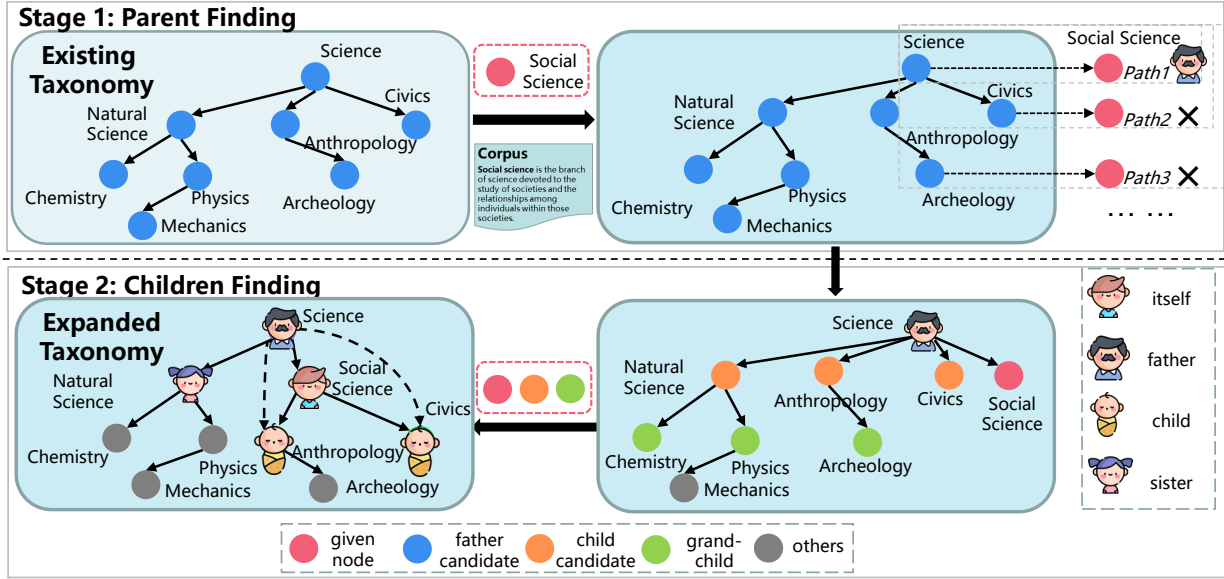 Stage 1: Parent Finding
Existing
Taxonomy
Science
Natural
Science
Civics
Anthropology
Chemistry
Physics
Archeology
Mechanics
Social
Science
Corpus
Social science is the branch
of science devoted to the
study of societies and the
relationships among
individuals within those
societies.
Science
Natural
Science
Civics
Anthropology
Chemistry
Physics
Archeology
Mechanics
Social Science
Path1
Path2
Path3
... ...
Stage 2: Children Finding
Expanded
Taxonomy
Science
Natural
Science
Social
Science
Civics
Chemistry
Physics
Anthropology
Mechanics
Archeology
Science
Natural
Science
Anthropology
Civics
Social
Science
Chemistry
Physics
Archeology
Mechanics
itself
father
child
sister
given
node
father
candidate
child
candidate
grand-
child
others